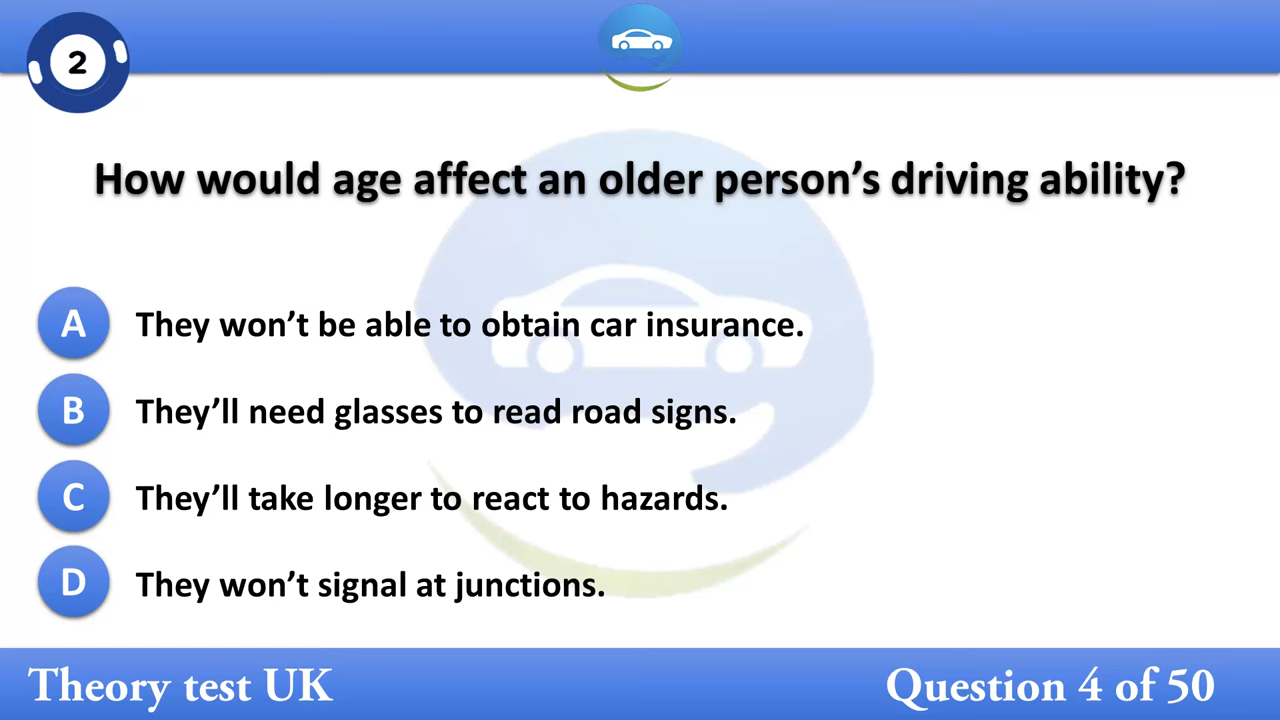 2
How would age affect an older person’s driving ability?
A They won’t be able to obtain car insurance.
B They’ll need glasses to read road signs.
C They’ll take longer to react to hazards.
D They won’t signal at junctions.
Theory test UK
Question 4 of 50